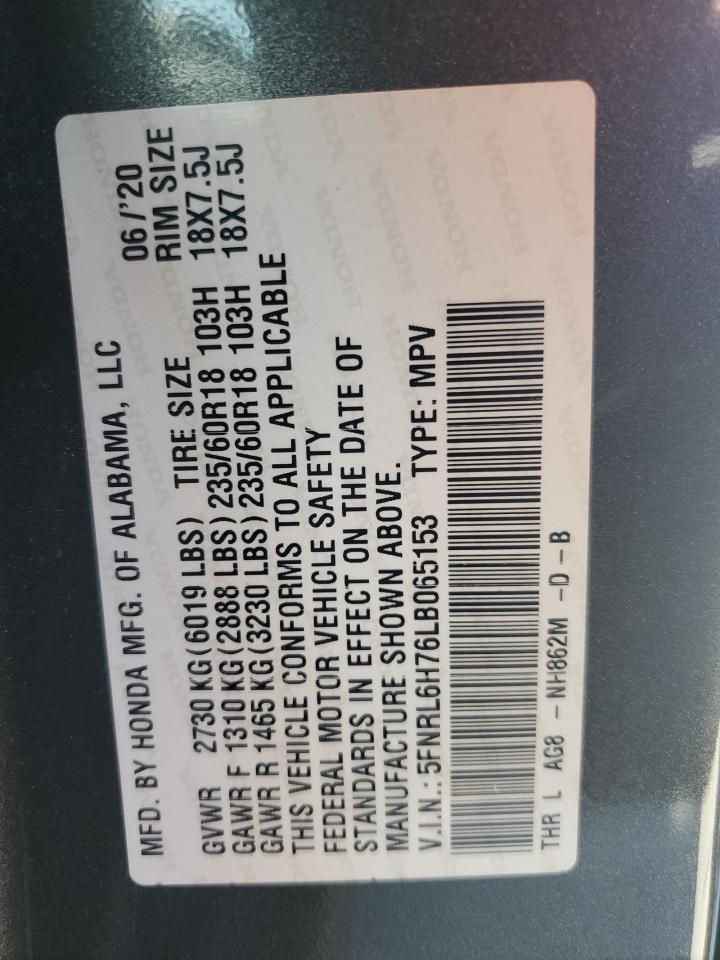 MFD. BY HONDA MFG. OF ALABAMA, LLC 06/'20
GVWR 2730 KG(6019 LBS) TIRE SIZE RIM SIZE
GAWR F 1310 KG(2888 LBS) 235/60R18 103H 18X7.5J
GAWR R 1465 KG(3230 LBS) 235/60R18 103H 18X7.5J
THIS VEHICLE CONFORMS TO ALL APPLICABLE
FEDERAL MOTOR VEHICLE SAFETY
STANDARDS IN EFFECT ON THE DATE OF
MANUFACTURE SHOWN ABOVE.
V.I.N.: 5FNRL6H76LB065153 TYPE: MPV
THR L AG8 - NH862M - D - B